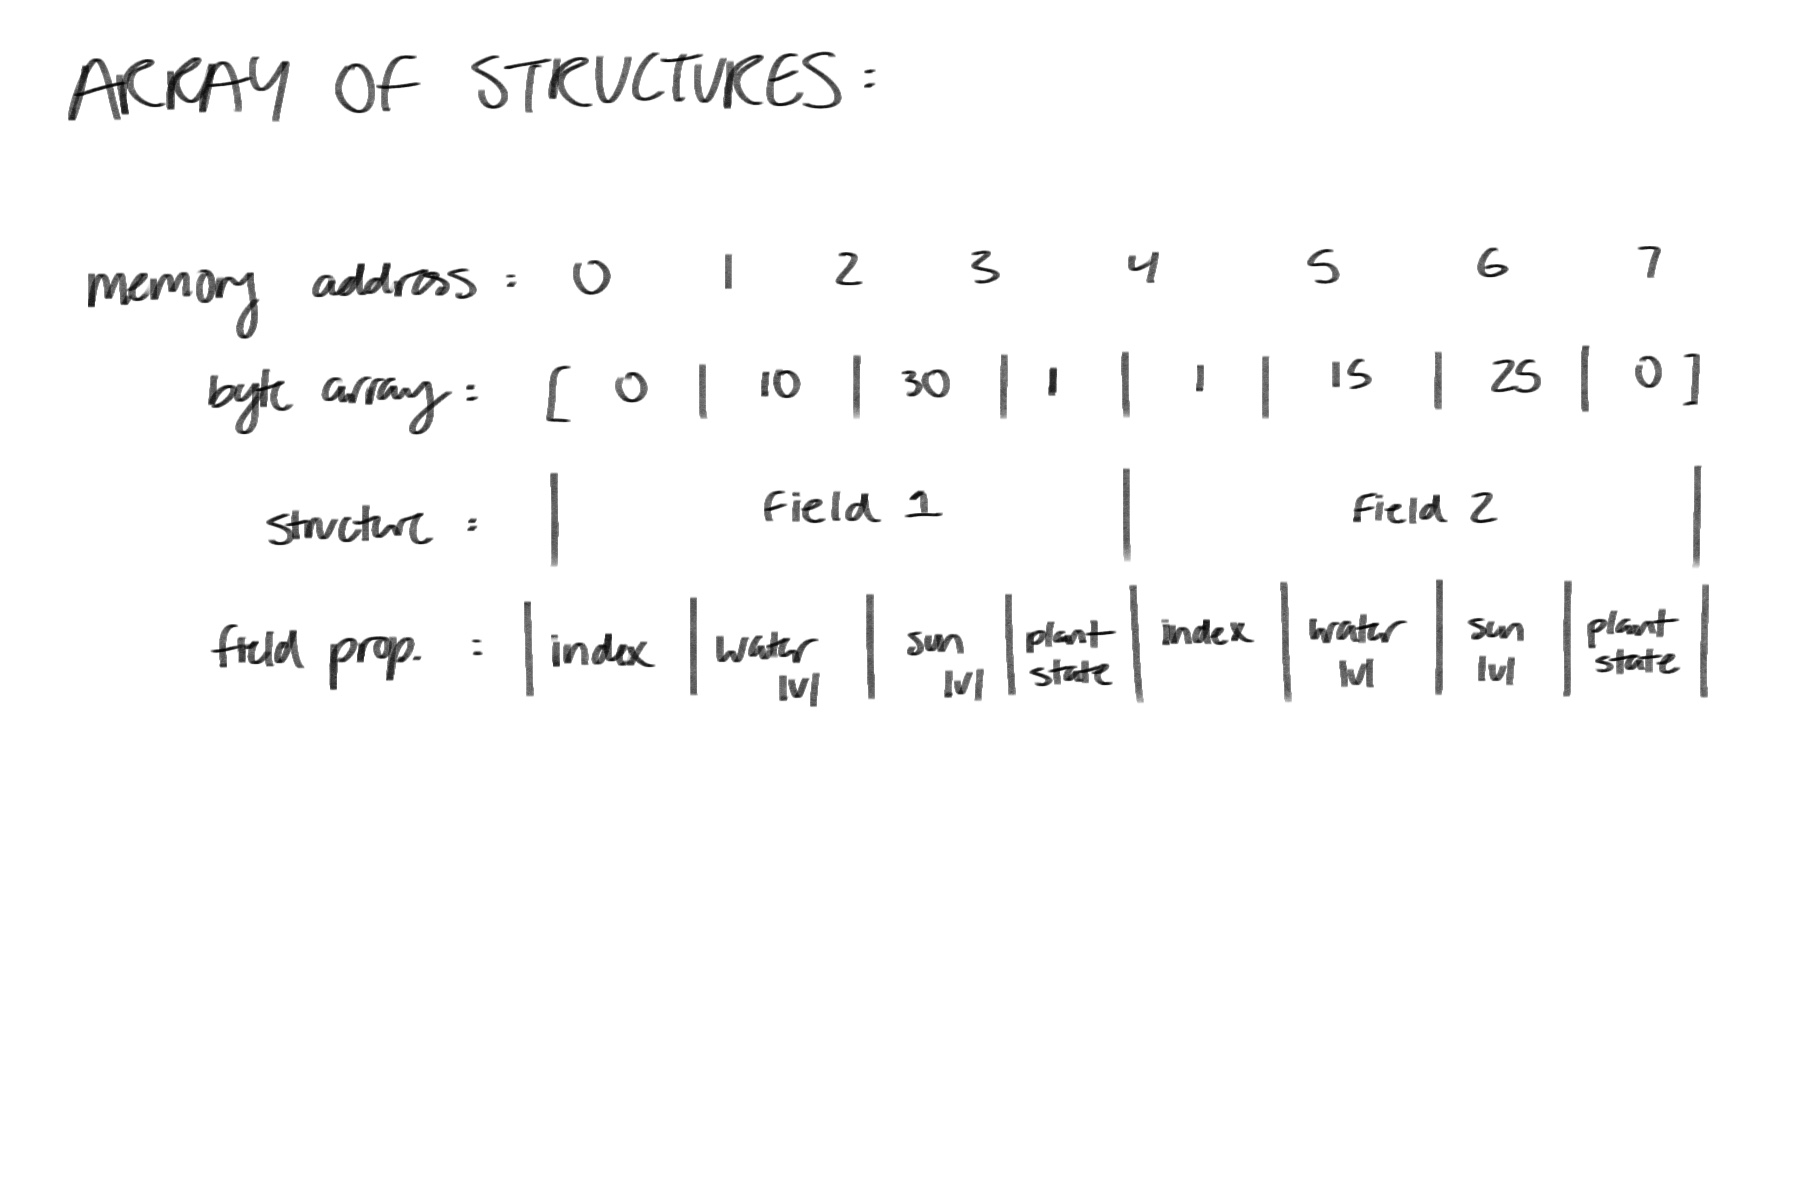 ARRAY OF STRUCTURES:
memory address: 0 1 2 3 4 5 6 7
byte array: [ 0 | 10 | 30 | 1 | 1 | 15 | 25 | 0 ]
structure: | Field 1 | Field 2 |
field prop. : | index | water lvl | sun lvl | plant state | index | water lvl | sun lvl | plant state |